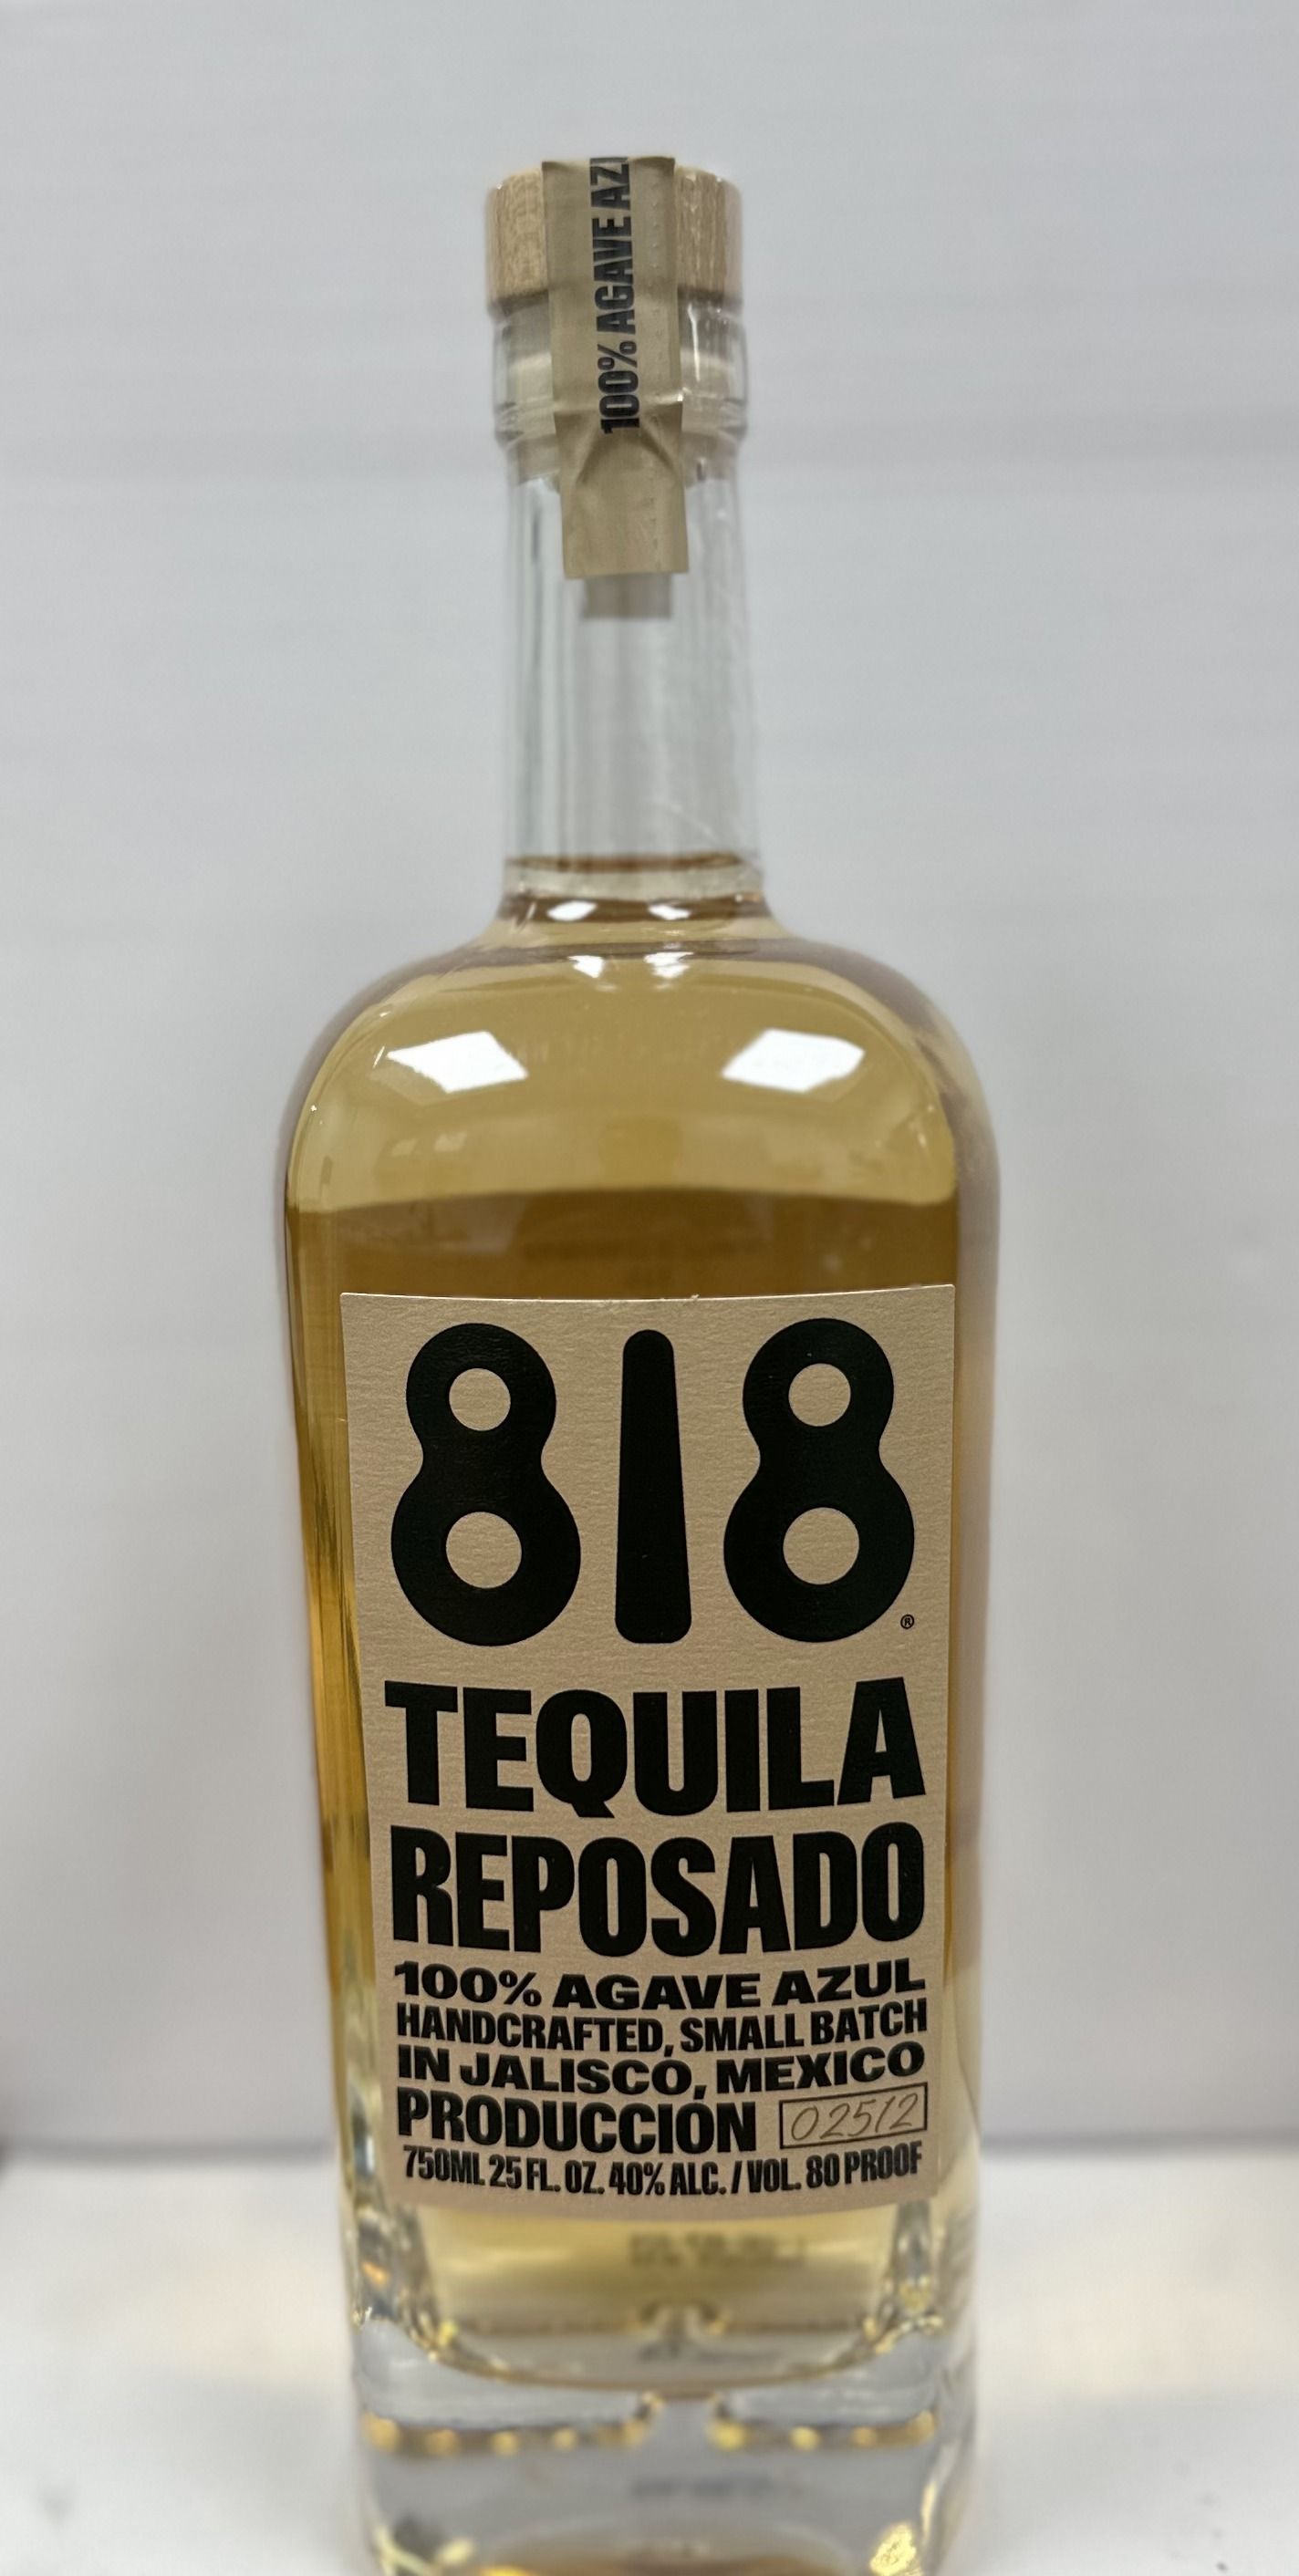 100% AGAVE AZU
818®
TEQUILA
REPOSADO
100% AGAVE AZUL
HANDCRAFTED, SMALL BATCH
IN JALISCO, MEXICO
PRODUCCIÓN 02512
750ML 25 FL. OZ. 40% ALC. / VOL. 80 PROOF